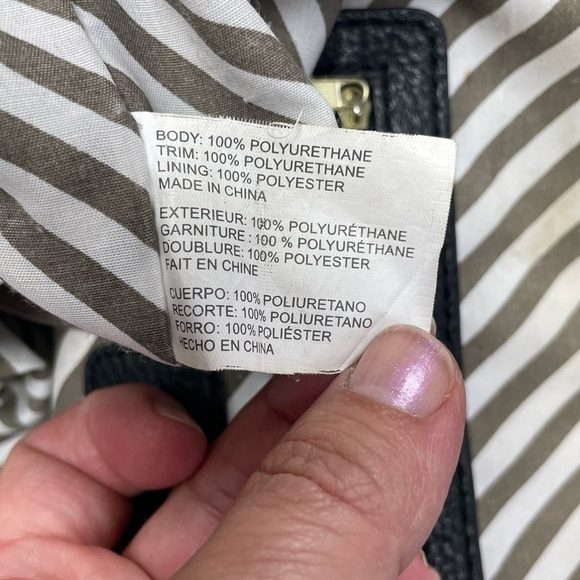 BODY: 100% POLYURETHANE
TRIM: 100% POLYURETHANE
LINING: 100% POLYESTER
MADE IN CHINA
EXTERIEUR: 100% POLYURÉTHANE
GARNITURE : 100 % POLYURÉTHANE
DOUBLURE: 100% POLYESTER
FAIT EN CHINE
CUERPO: 100% POLIURETANO
RECORTE: 100% POLIURETANO
FORRO: 100% POLIÉSTER
HECHO EN CHINA